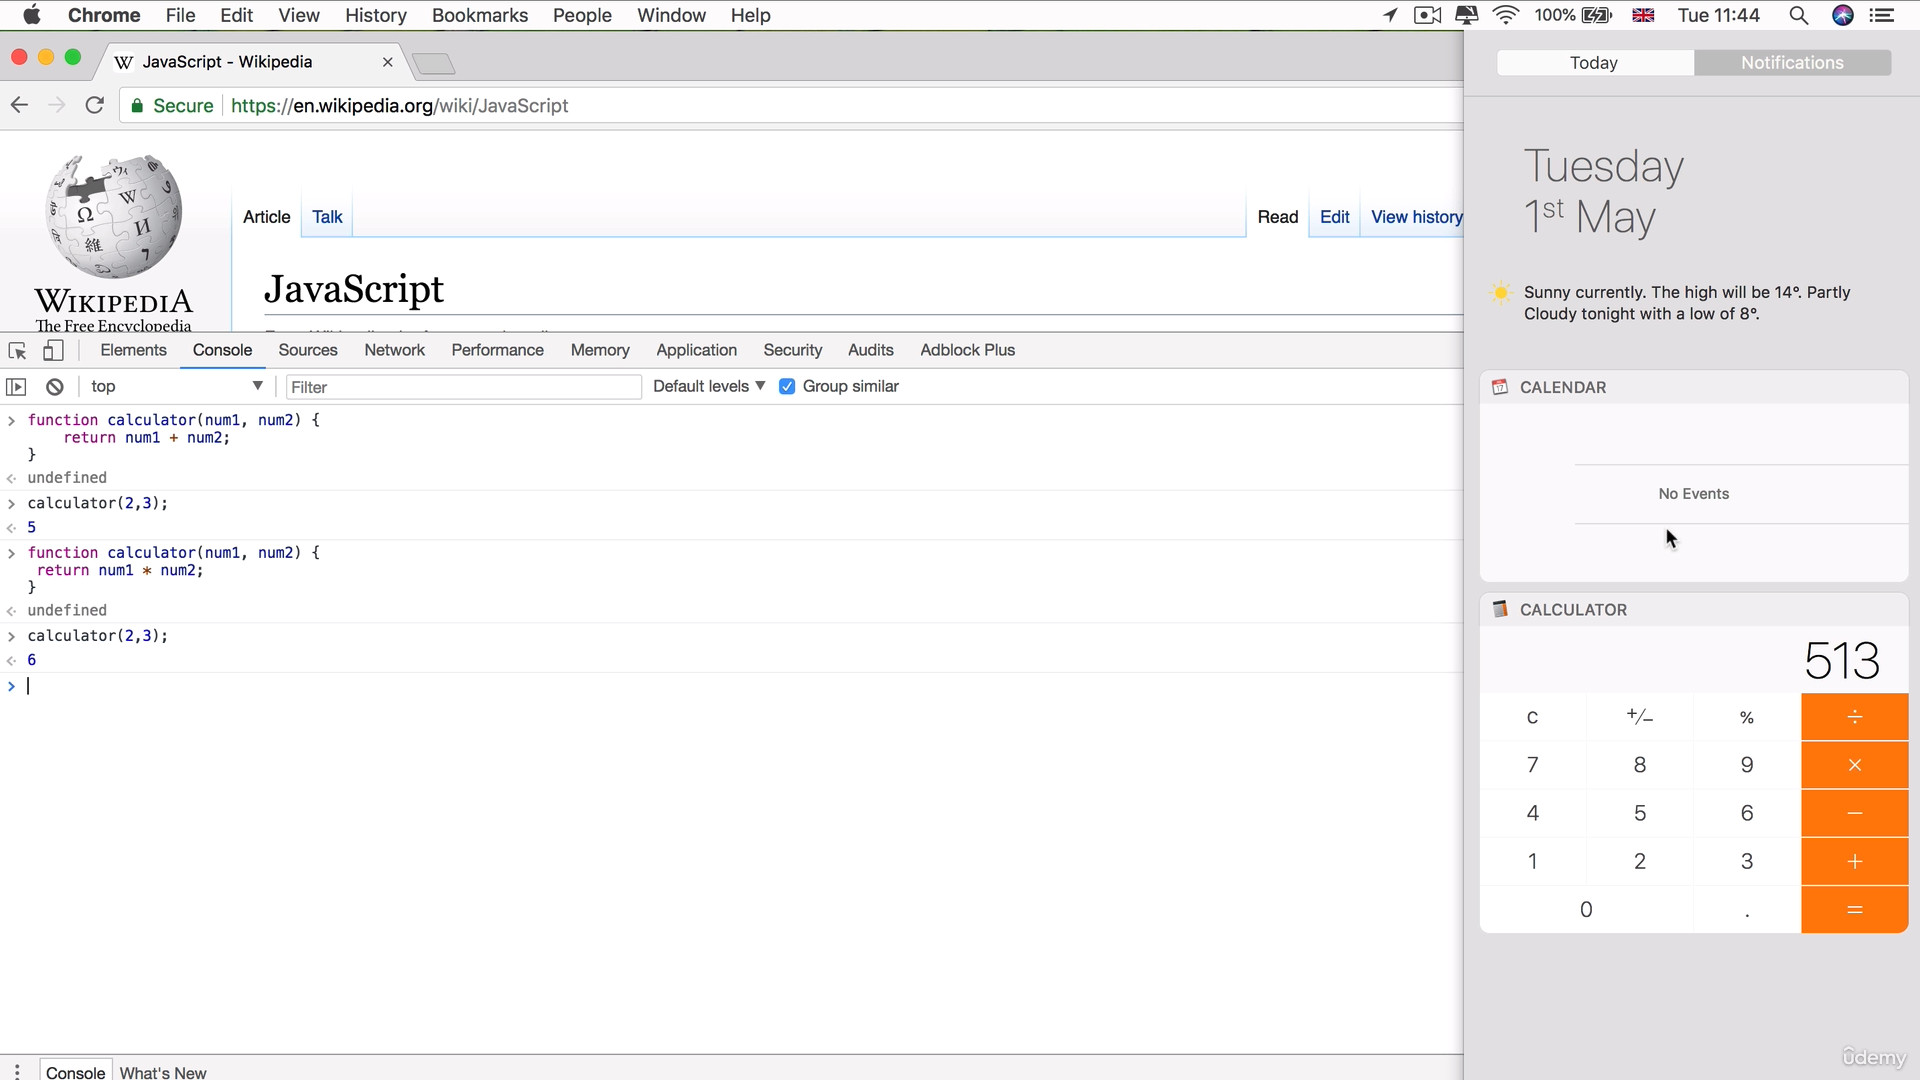 Chrome File Edit View History Bookmarks People Window Help 100% Tue 11:44
JavaScript - Wikipedia
Secure https://en.wikipedia.org/wiki/JavaScript
WIKIPEDIA
The Free Encyclopedia
Article Talk Read Edit View history
JavaScript
Elements Console Sources Network Performance Memory Application Security Audits Adblock Plus
top Filter Default levels Group similar
> function calculator(num1, num2) {
return num1 + num2;
}
undefined
> calculator(2,3);
5
> function calculator(num1, num2) {
return num1 * num2;
}
undefined
> calculator(2,3);
6
>
Console What's New
Today Notifications
Tuesday
1st May
Sunny currently. The high will be 14°. Partly
Cloudy tonight with a low of 8°.
17 CALENDAR
No Events
CALCULATOR
513
C +/− % ÷
7 8 9 ×
4 5 6 −
1 2 3 +
0 . =
ûdemy